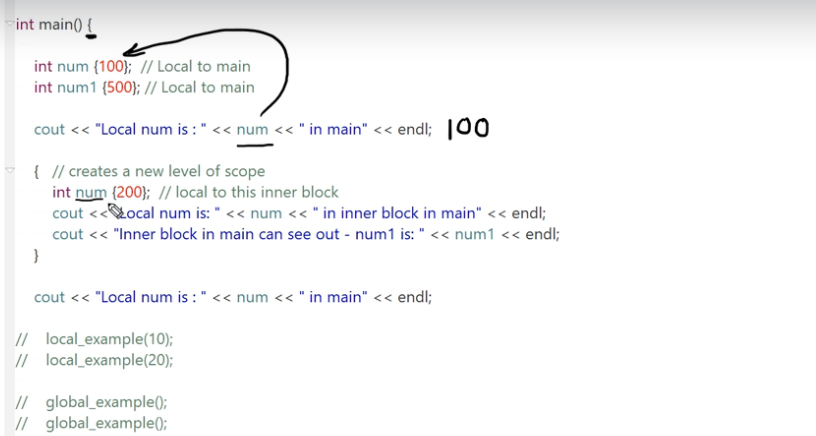 int main() {
int num {100}; // Local to main
int num1 {500}; // Local to main
cout << "Local num is : " << num << " in main" << endl; 100
{ // creates a new level of scope
int num {200}; // local to this inner block
cout << "Local num is: " << num << " in inner block in main" << endl;
cout << "Inner block in main can see out - num1 is: " << num1 << endl;
}
cout << "Local num is : " << num << " in main" << endl;
// local_example(10);
// local_example(20);
// global_example();
// global_example();